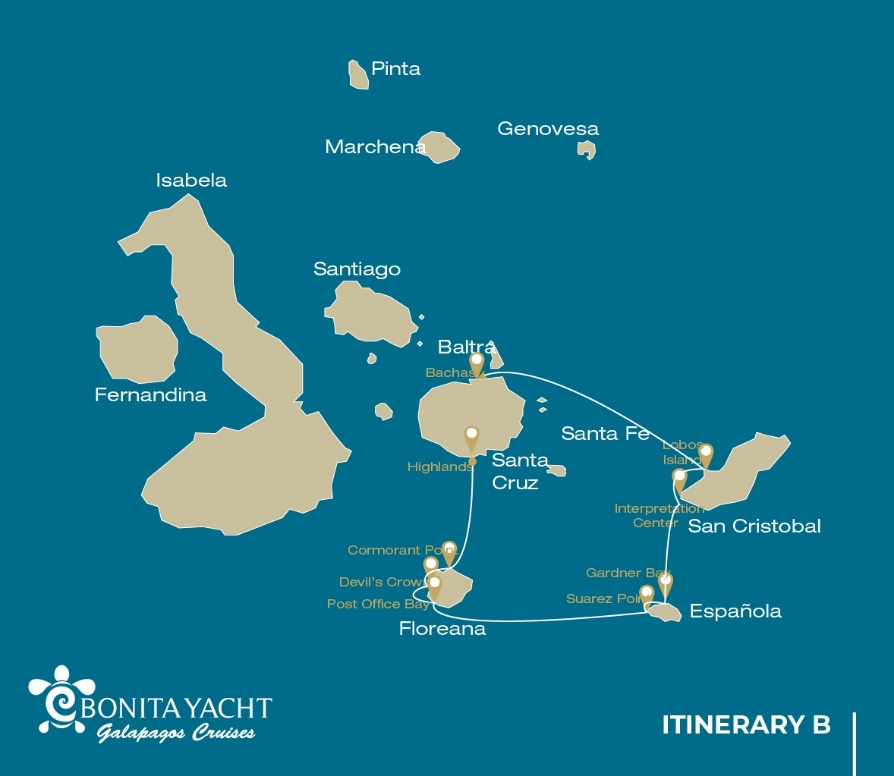 Pinta
Genovesa
Marchena
Isabela
Santiago
Baltra
Bachas
Fernandina
Santa Fe
Lobos
Island
Santa
Cruz
Highlands
Interpretation
Center
San Cristobal
Cormorant Point
Gardner Bay
Devil's Crown
Suarez Point
Post Office Bay
Española
Floreana
BONITA YACHT
Galapagos Cruises
ITINERARY B